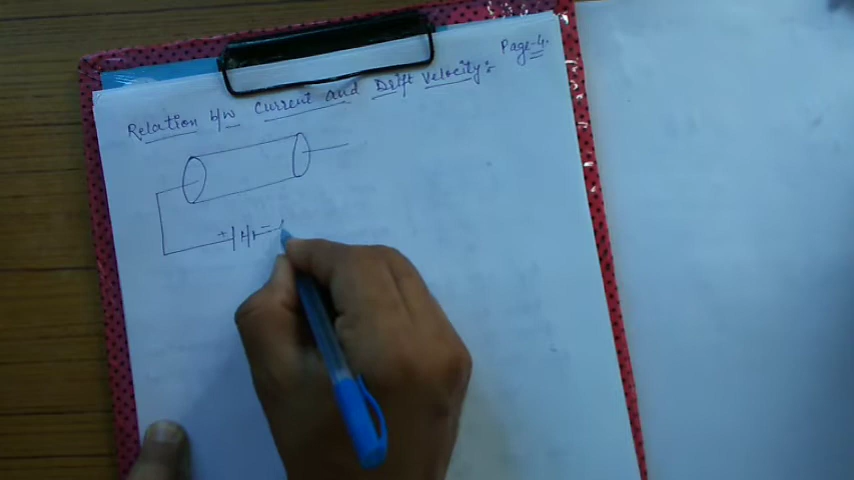 Page-4.
Relation b/w Current and Drift Velocity:
+ -